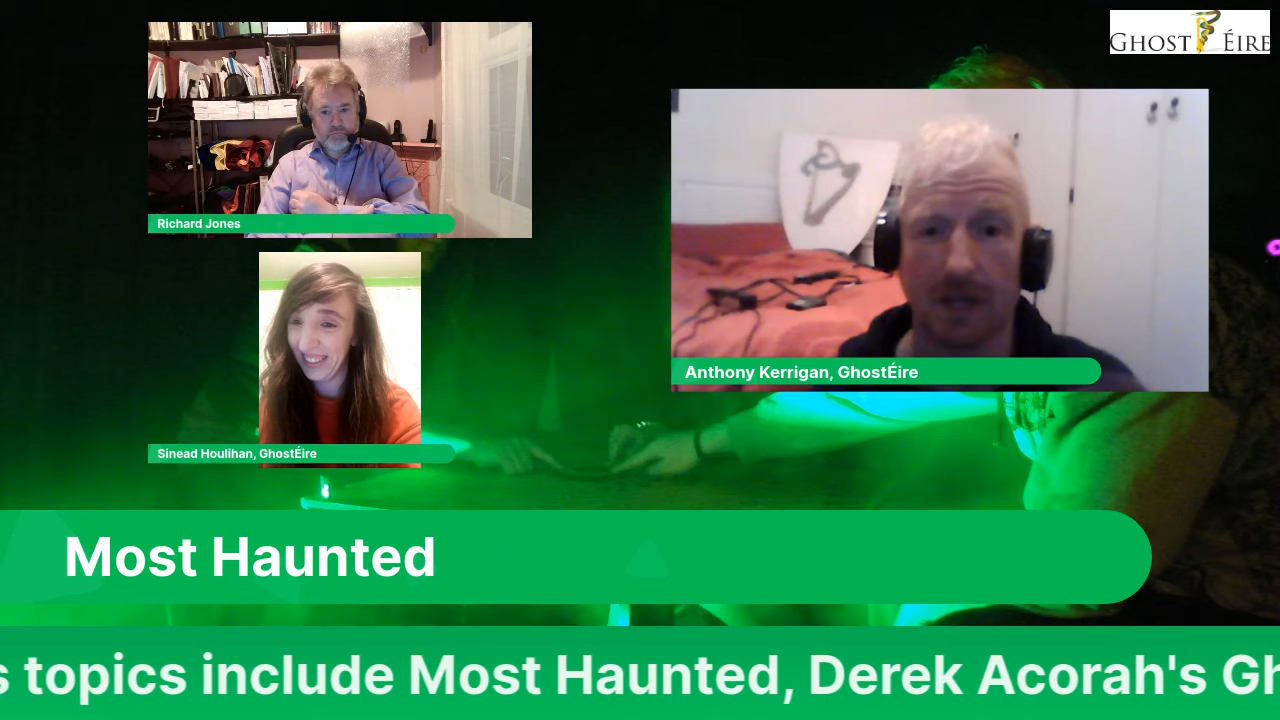 GHOST ÉIRE
Richard Jones
Anthony Kerrigan, GhostÉire
Sinead Houlihan, GhostÉire
Most Haunted
s topics include Most Haunted, Derek Acorah's Gh